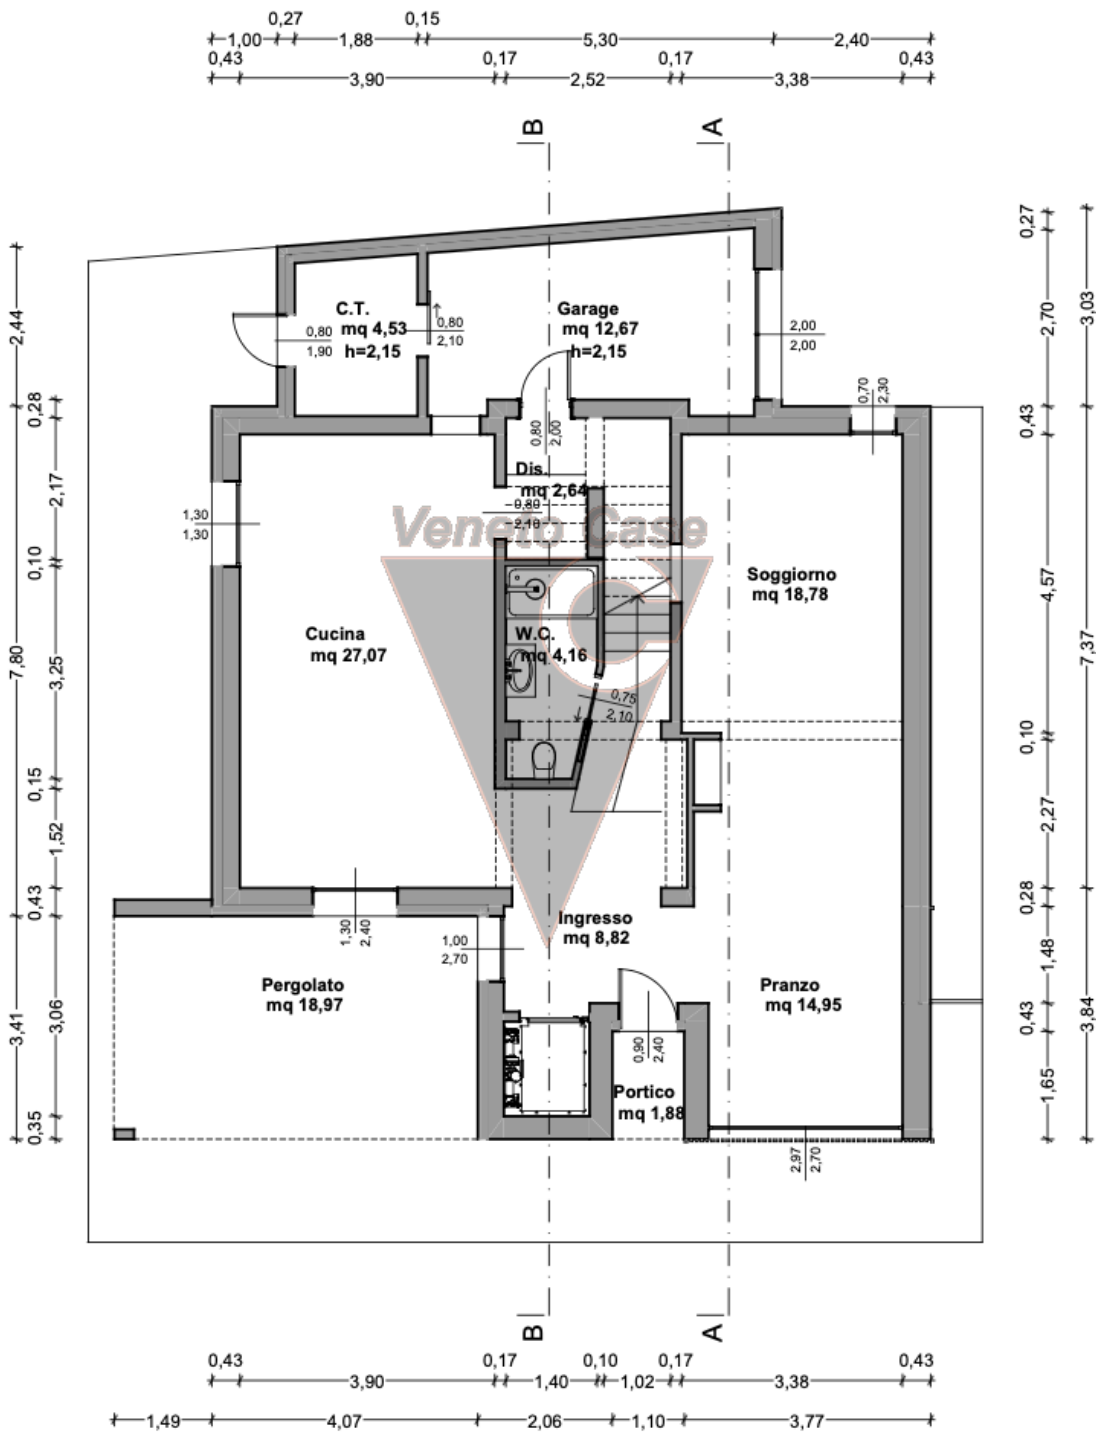 0,27 0,15
1,00 1,88 5,30 2,40
0,43 0,17 0,17 0,43
3,90 2,52 3,38
B A
C.T.
mq 4,53
h=2,15
Garage
mq 12,67
h=2,15
0,80
1,90
0,80
2,10
2,00
2,00
0,70
2,30
0,80
2,00
Dis.
mq 2,64
0,80
2,10
1,30
1,30
Veneto Case
Soggiorno
mq 18,78
Cucina
mq 27,07
W.C.
mq 4,16
0,75
2,10
Ingresso
mq 8,82
1,30
2,40
1,00
2,70
Pergolato
mq 18,97
Pranzo
mq 14,95
0,90
2,40
Portico
mq 1,88
2,97
2,70
2,44
7,80
3,41
0,28
2,17
0,10
3,25
0,15
1,52
0,43
3,06
0,35
0,27
2,70
0,43
4,57
0,10
2,27
0,28
1,48
0,43
1,65
3,03
7,37
3,84
B A
0,43 0,17 0,10 0,17 0,43
3,90 1,40 1,02 3,38
1,49 4,07 2,06 1,10 3,77